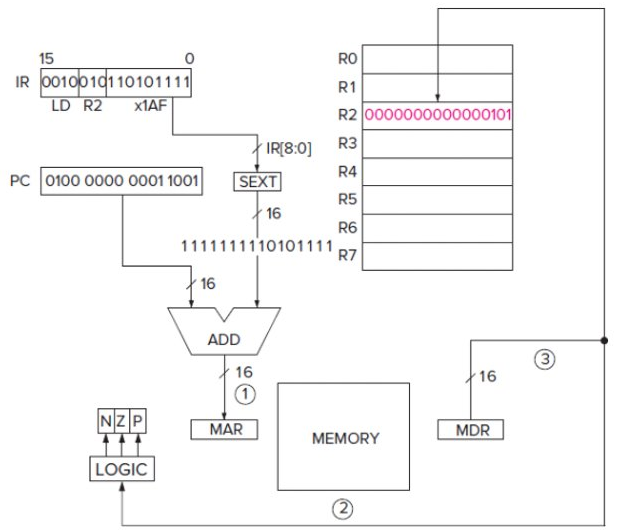 15 0
IR 0010 010 110101111
LD R2 x1AF
IR[8:0]
PC 0100 0000 0001 1001
SEXT
16
1111111110101111
16
ADD
16
①
MAR
N Z P
LOGIC
MEMORY
②
R0
R1
R2 0000000000000101
R3
R4
R5
R6
R7
③
16
MDR